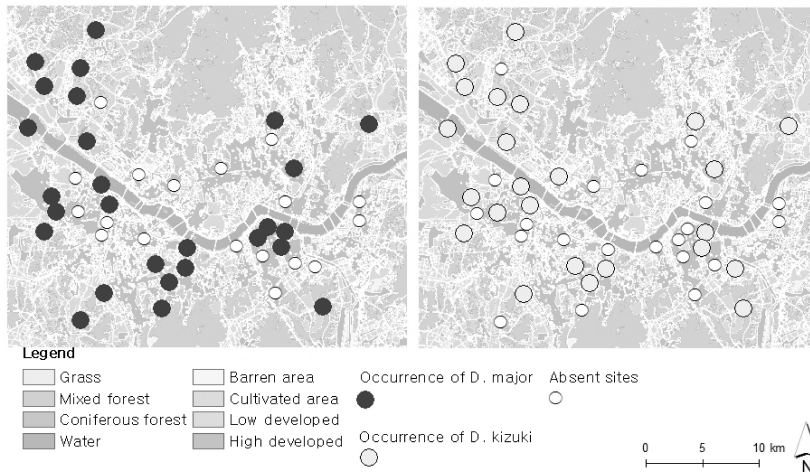 Legend
Grass
Mixed forest
Coniferous forest
Water
Barren area
Cultivated area
Low developed
High developed
Occurrence of D. major
Occurrence of D. kizuki
Absent sites
0 5 10 km
N